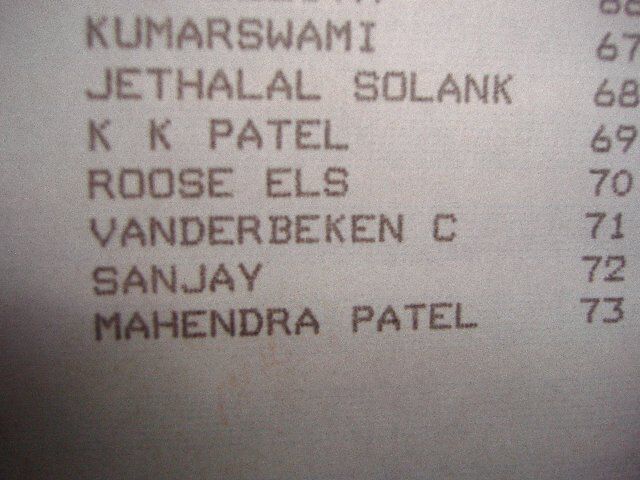 KUMARSWAMI 67
JETHALAL SOLANK 68
K K PATEL 69
ROOSE ELS 70
VANDERBEKEN C 71
SANJAY 72
MAHENDRA PATEL 73